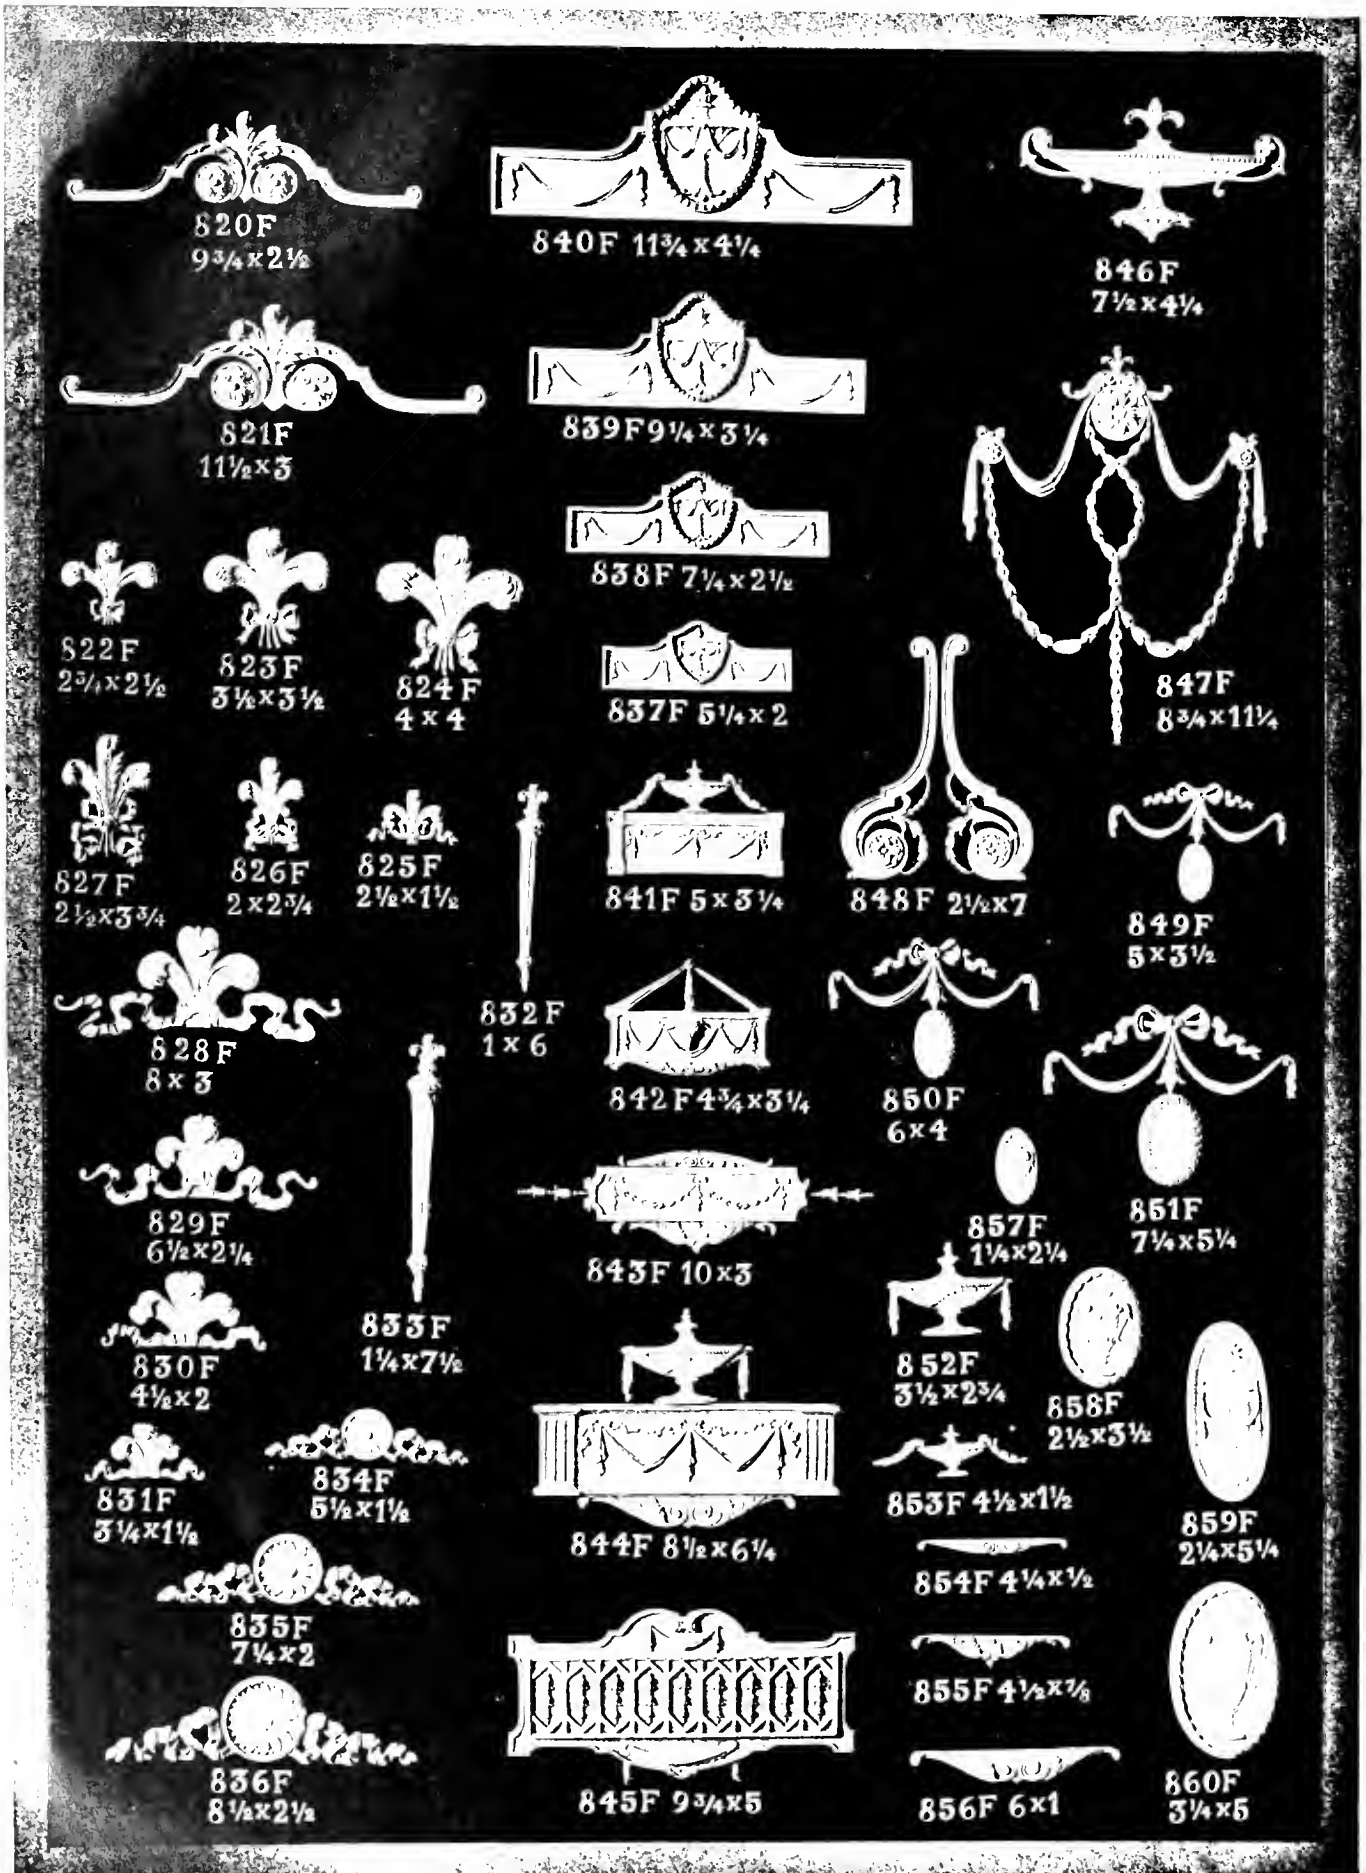 820F
9¾×2½
840F 11¾×4¼
846F
7½×4¼
821F
11½×3
839F 9¼×3¼
838F 7¼×2½
822F
2¾×2½
823F
3½×3½
824F
4×4
837F 5¼×2
847F
8¾×11¼
827F
2½×3¾
826F
2×2¾
825F
2½×1½
841F 5×3¼
848F 2½×7
849F
5×3½
832F
1×6
828F
8×3
842F 4¾×3¼
850F
6×4
851F
7¼×5¼
857F
1¼×2¼
829F
6½×2¼
843F 10×3
833F
1¼×7½
830F
4½×2
852F
3½×2¾
858F
2½×3½
831F
3¼×1½
834F
5½×1½
853F 4½×1½
859F
2¼×5¼
844F 8½×6¼
854F 4¼×½
835F
7¼×2
855F 4½×⅞
836F
8½×2½
845F 9¾×5
856F 6×1
860F
3¼×5